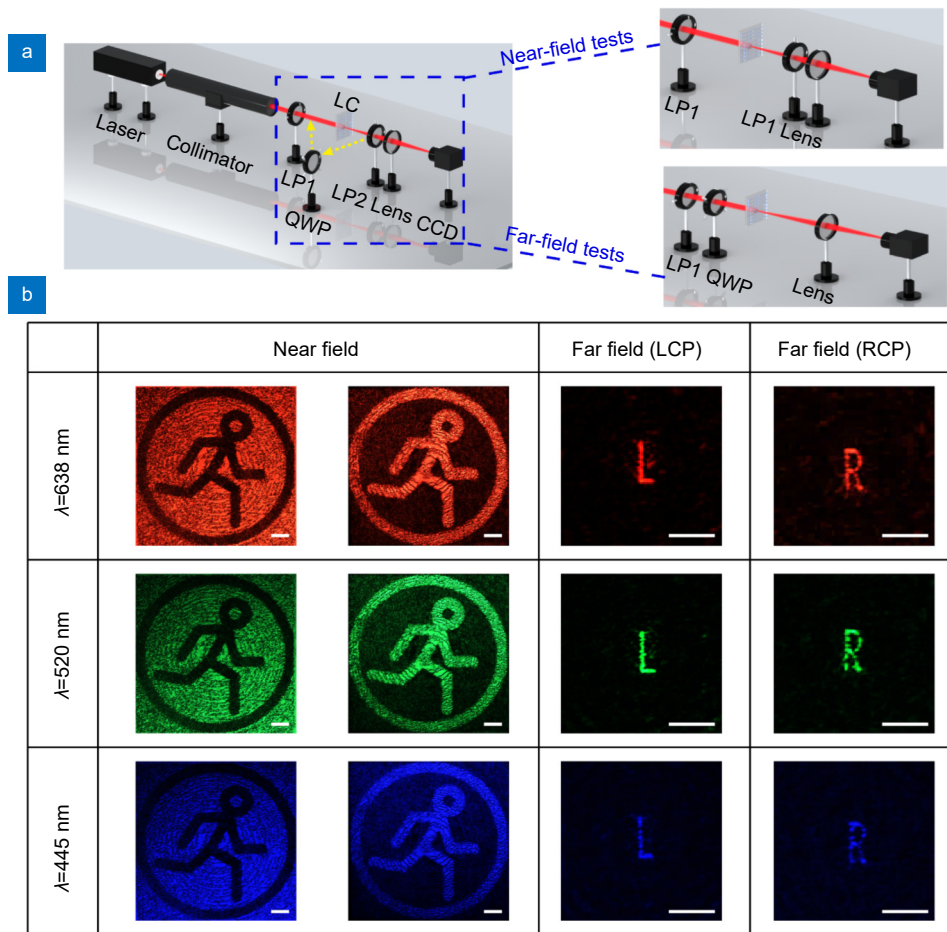 a
Near-field tests
LC
Laser
Collimator
LP1
LP2 Lens CCD
QWP
LP1
LP1 Lens
Far-field tests
LP1 QWP
Lens
b
Near field
Far field (LCP)
Far field (RCP)
λ=638 nm
L
R
λ=520 nm
L
R
λ=445 nm
L
R